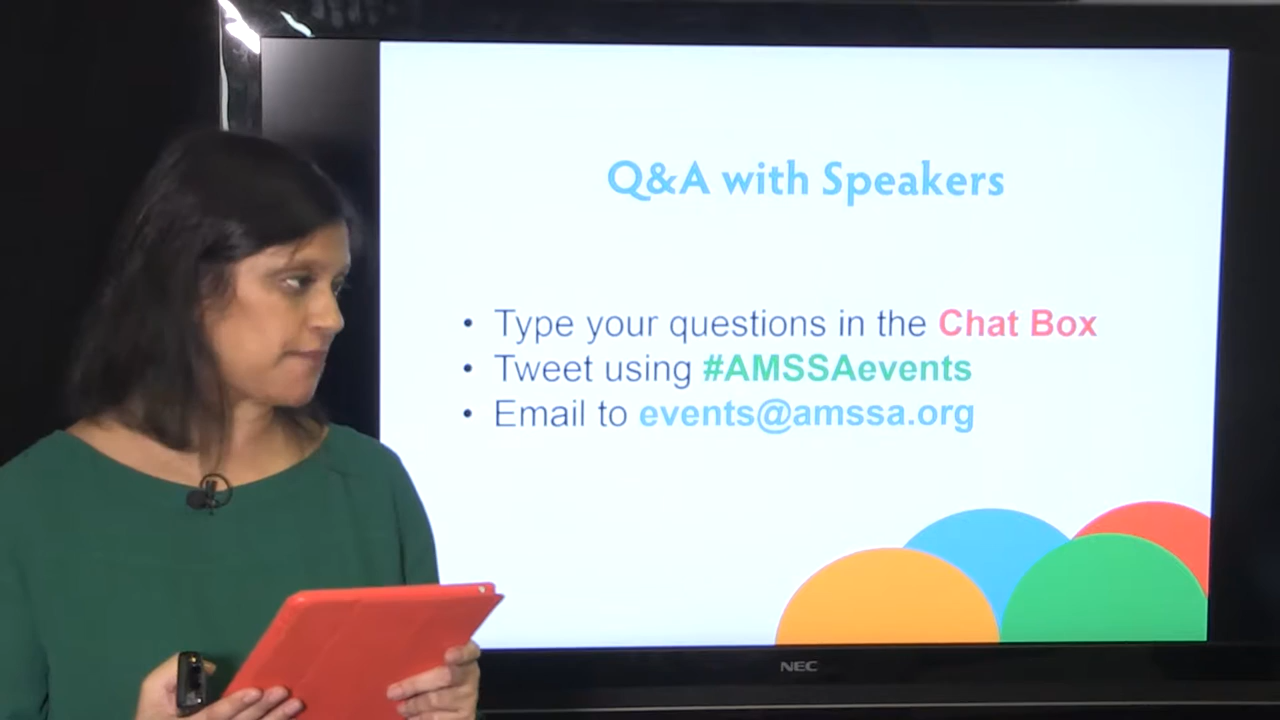 Q&A with Speakers
• Type your questions in the Chat Box
• Tweet using #AMSSAevents
• Email to events@amssa.org
NEC